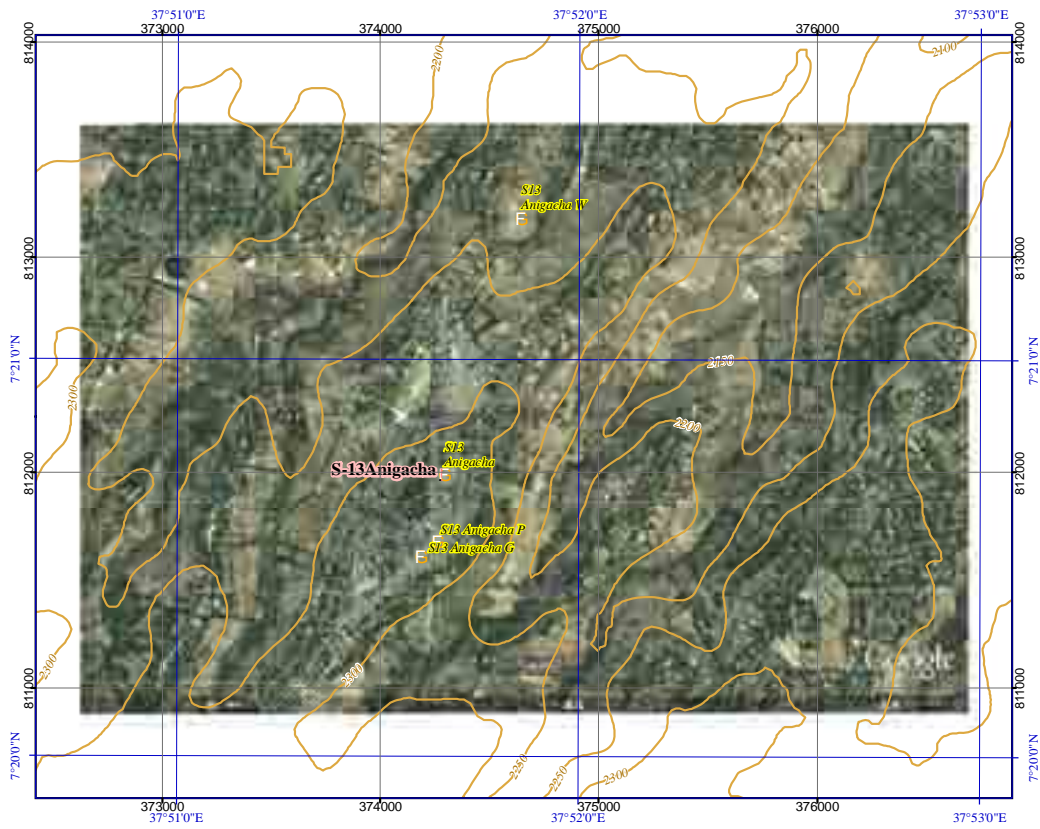 37°51'0"E 37°52'0"E 37°53'0"E
373000 374000 375000 376000
814000 814000
2200 2100
S13
Anigacha W
F
813000 813000
7°21'0"N 7°21'0"N
2150
2300
2200
S13
Anigacha
S-13Anigacha
F
812000 812000
S13 Anigacha P
F
S13 Anigacha G
F
Google
2300 2300
811000 811000
7°20'0"N 7°20'0"N
2250 2250 2300
373000 374000 375000 376000
37°51'0"E 37°52'0"E 37°53'0"E